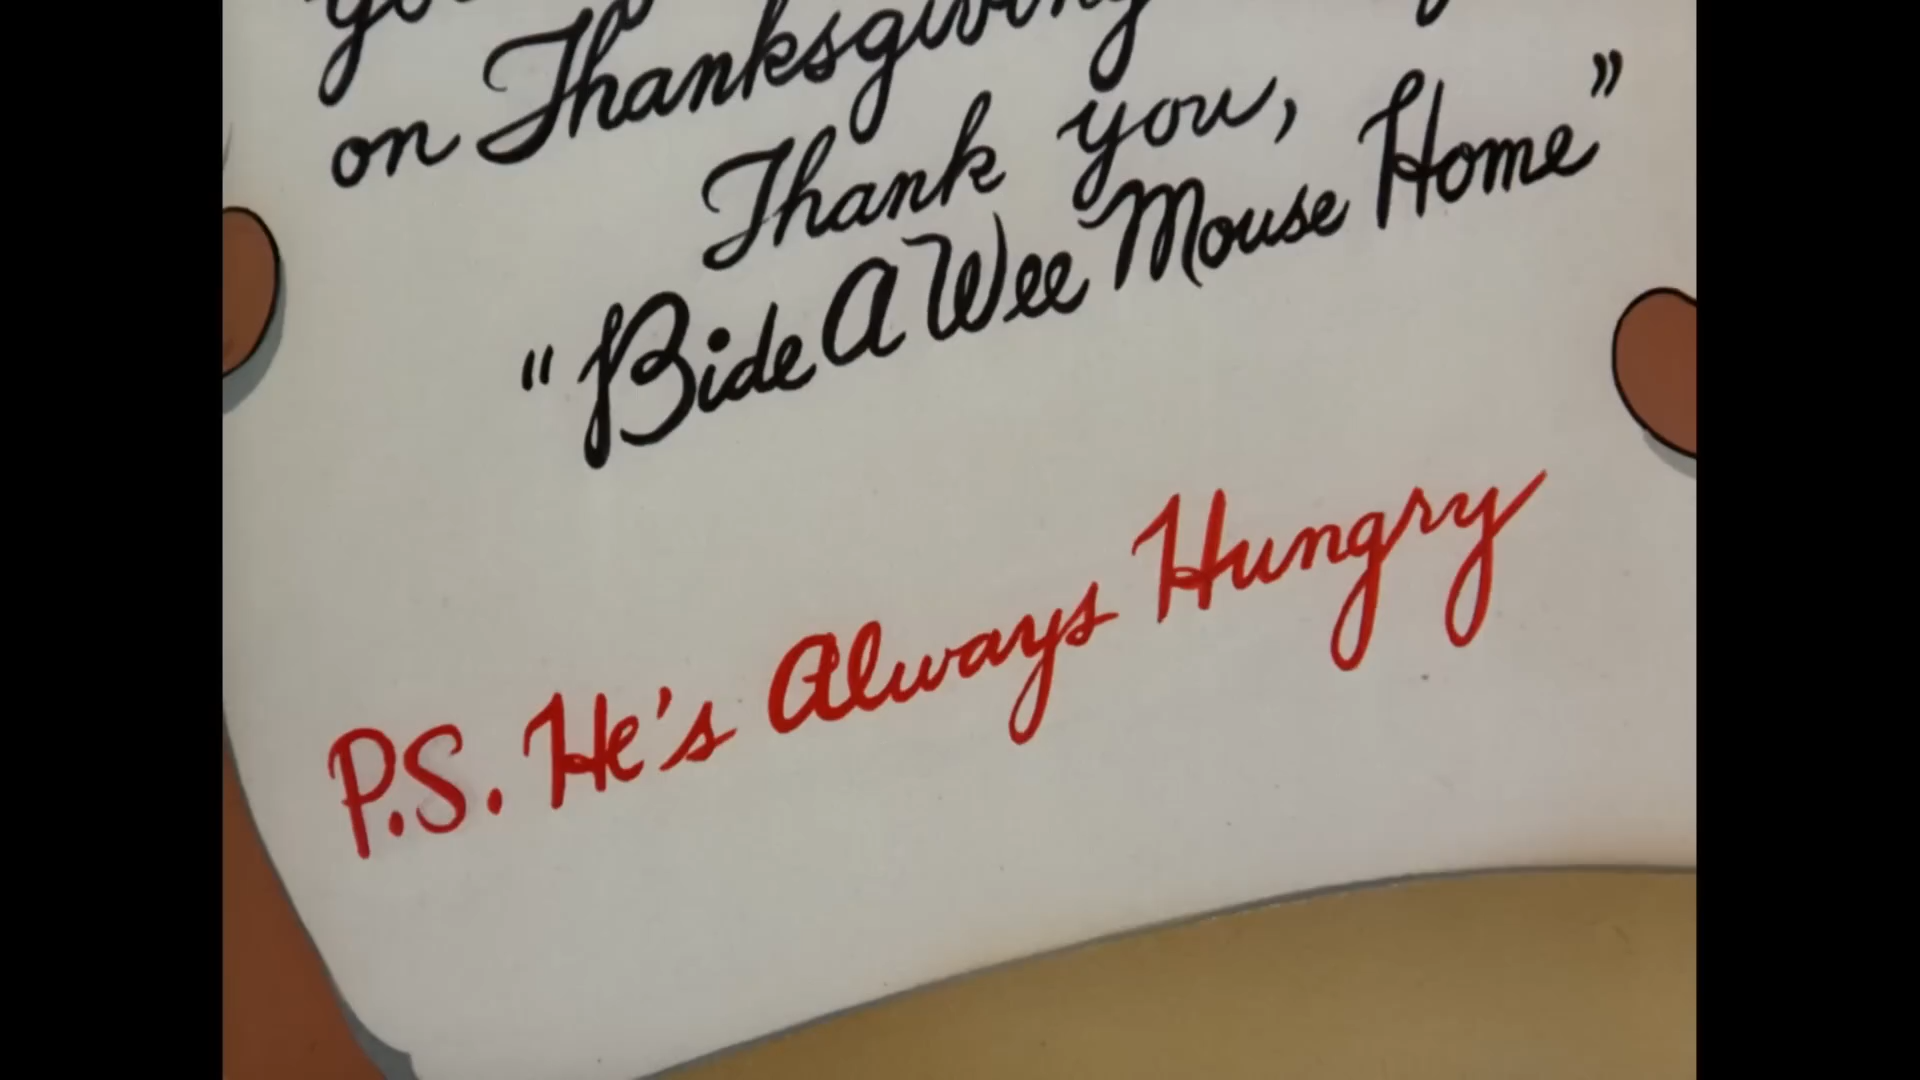 on Thanksgiving
Thank you,
"Bide A Wee Mouse Home"
P.S. He's Always Hungry